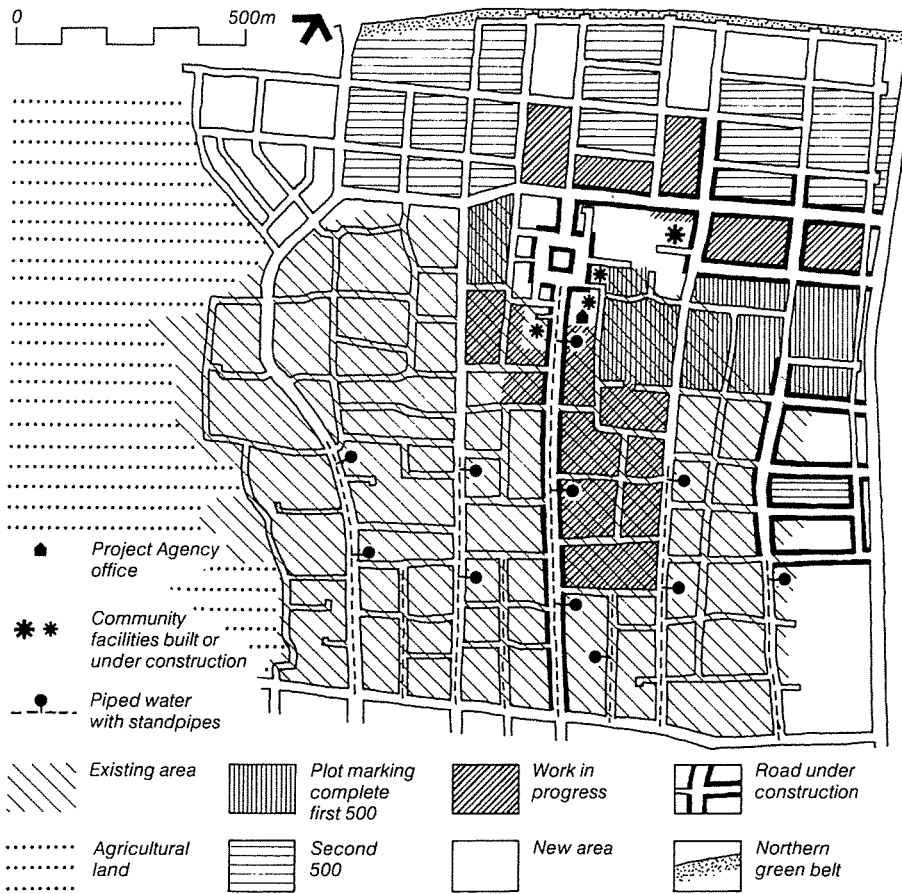 0 500m
Project Agency
office
Community
facilities built or
under construction
Piped water
with standpipes
Existing area
Plot marking
complete
first 500
Work in
progress
Road under
construction
Agricultural
land
Second
500
New area
Northern
green belt